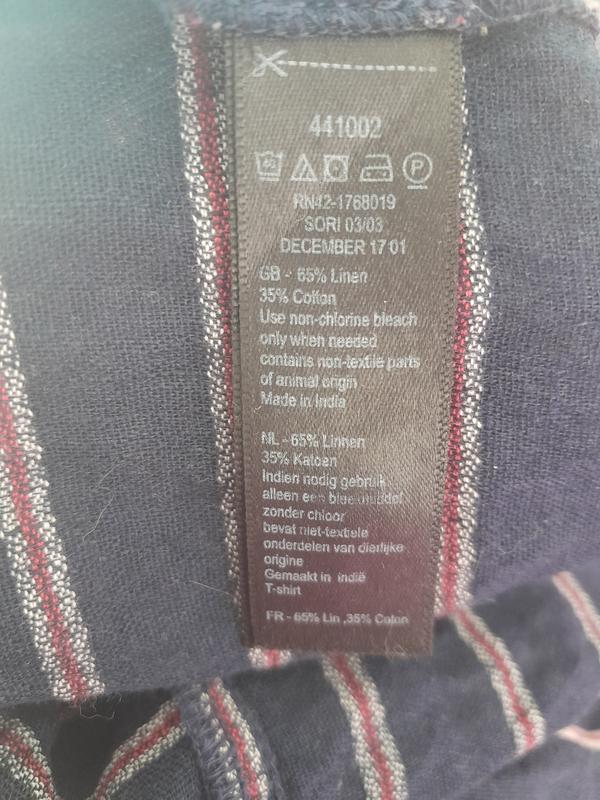 441002
RN42-1768019
SORI 03/03
DECEMBER 17 01
GB - 65% Linen
35% Cotton
Use non-chlorine bleach
only when needed
contains non-textile parts
of animal origin
Made in India
NL - 65% Linnen
35% Katoen
Indien nodig gebruik
alleen een
zonder chloor
bevat niet-textiele
onderdelen van dierlijke
origine
Gemaakt in indië
T-shirt
FR - 65% Lin ,35% Coton